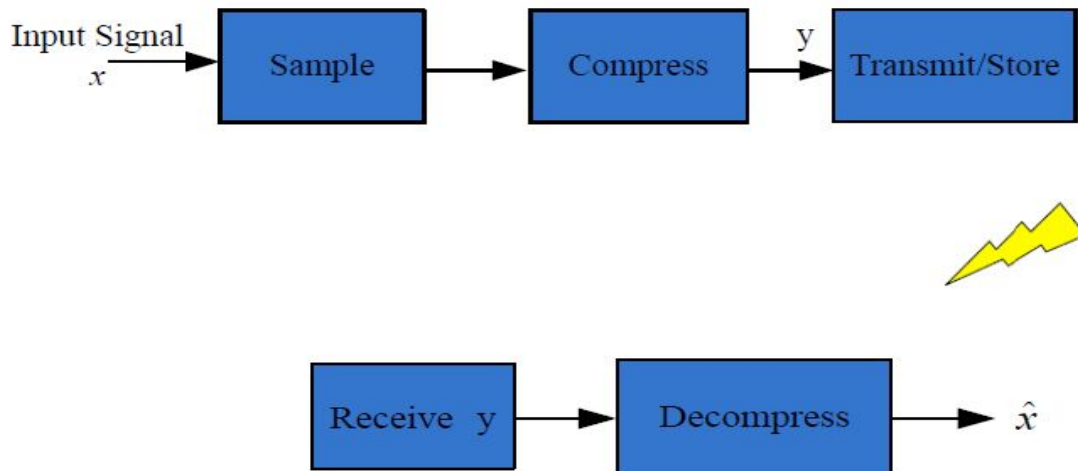 Input Signal
x
Sample
Compress
y
Transmit/Store
Receive y
Decompress
x̂